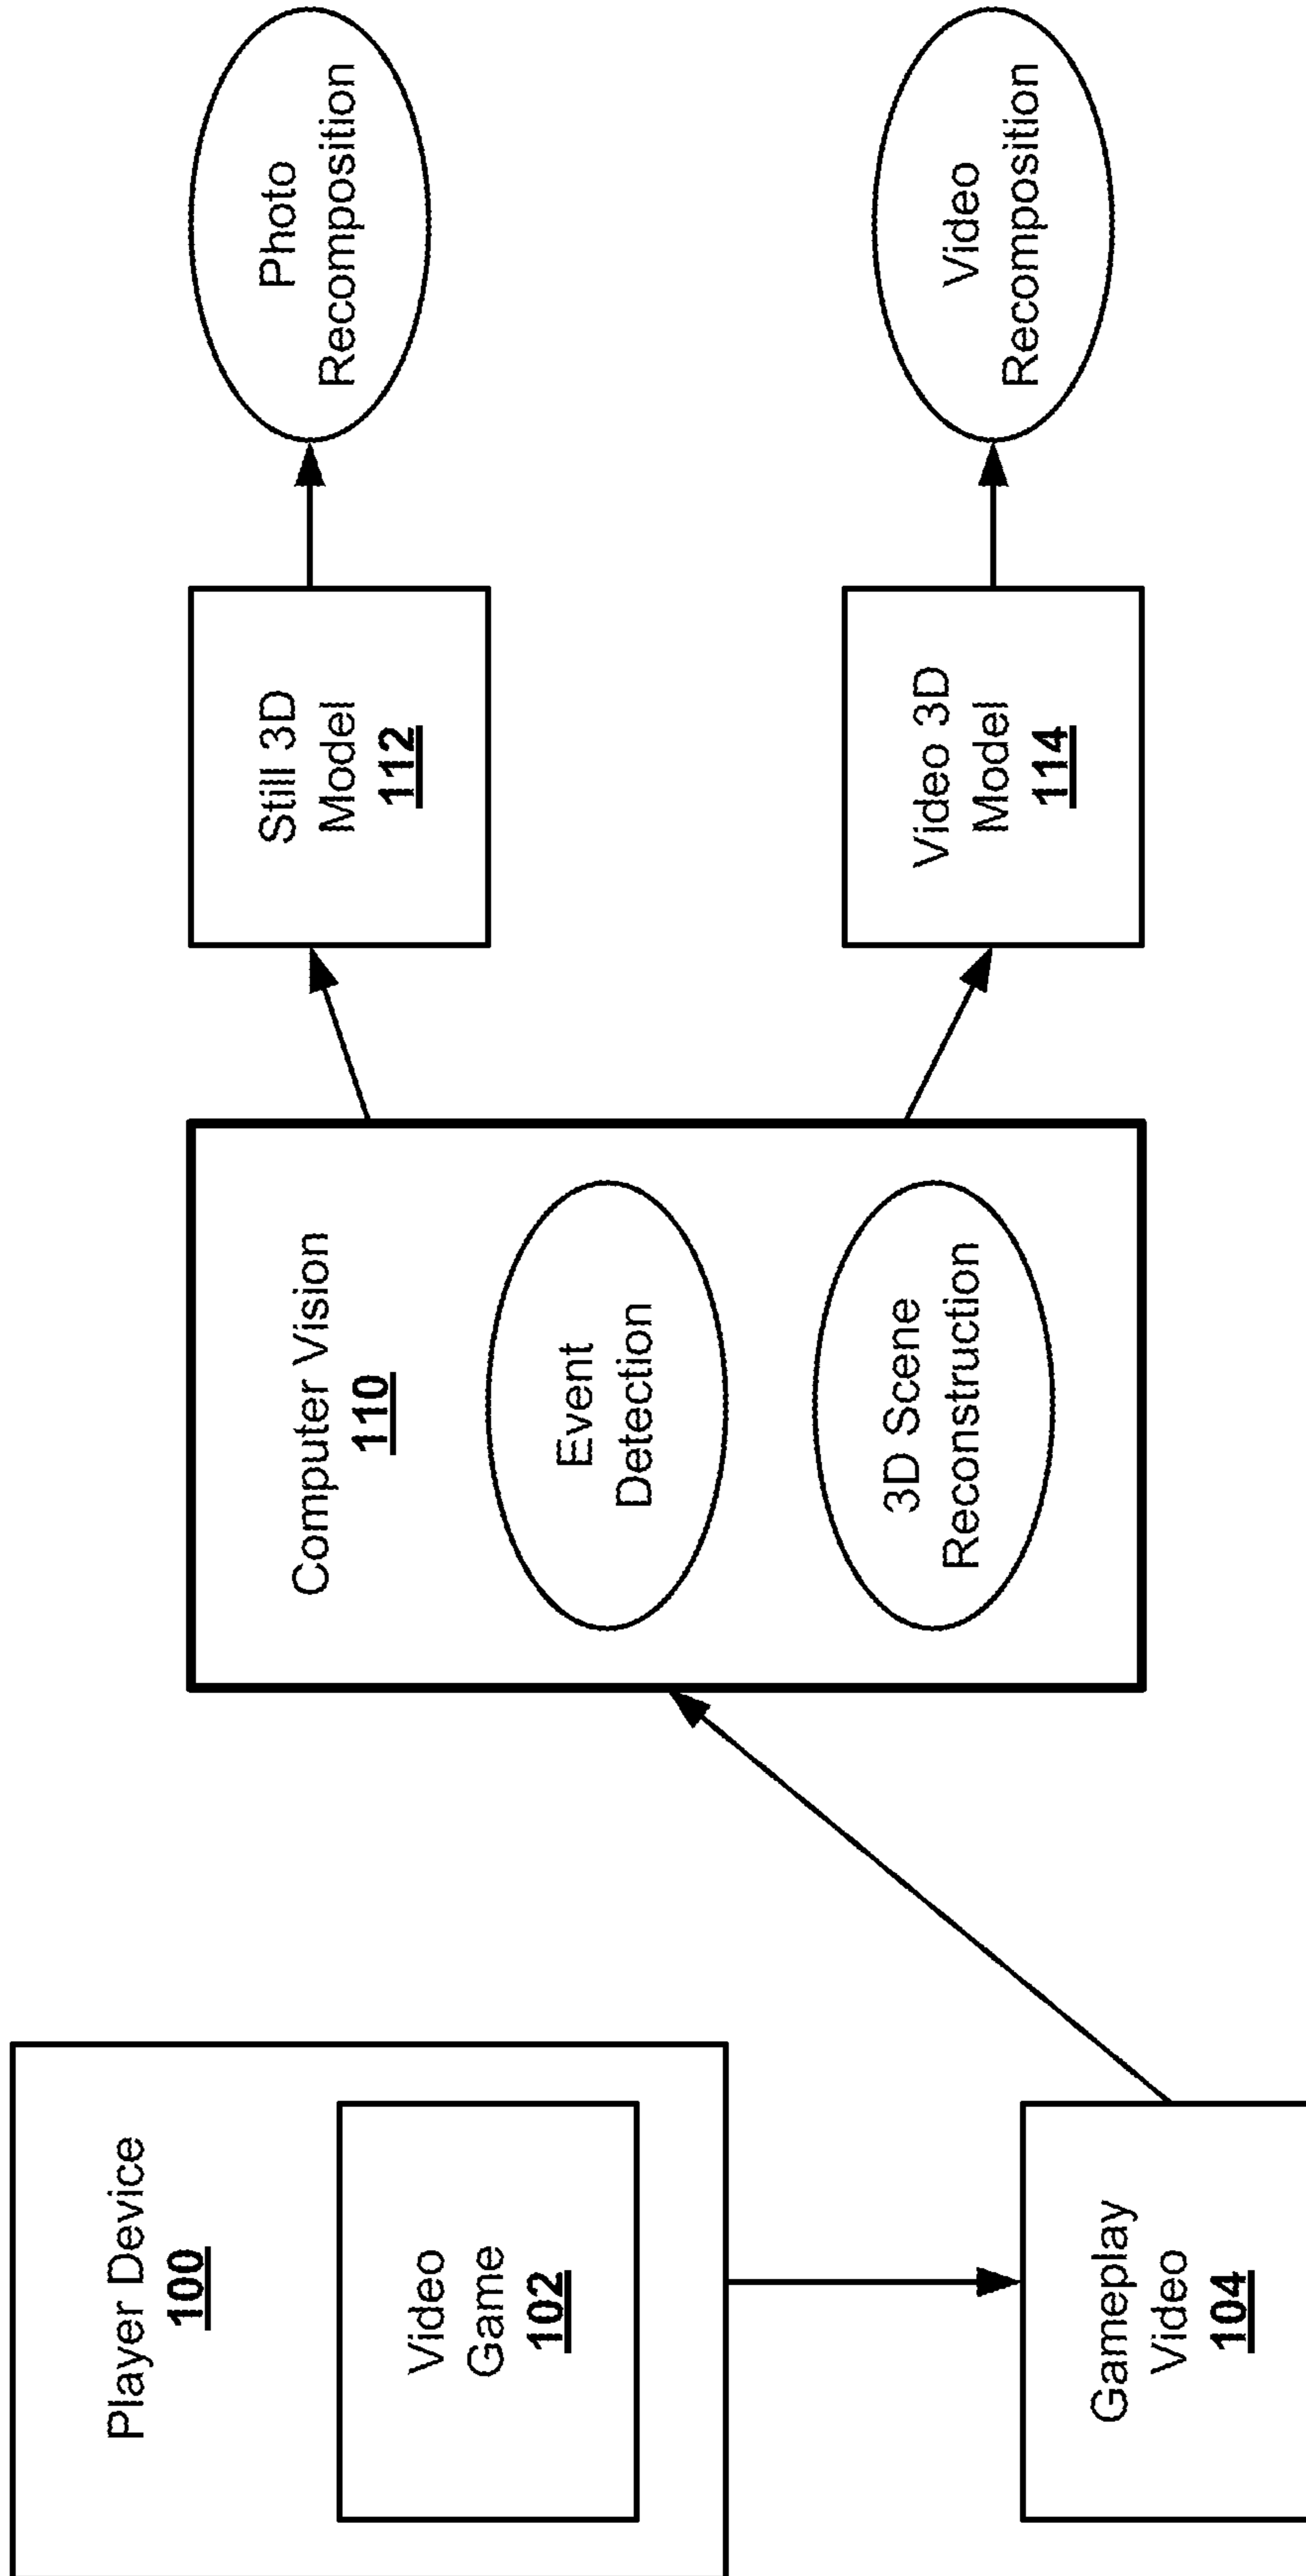 Player Device
100
Video
Game
102
Gameplay
Video
104
Computer Vision
110
Event
Detection
3D Scene
Reconstruction
Still 3D
Model
112
Video 3D
Model
114
Photo
Recomposition
Video
Recomposition